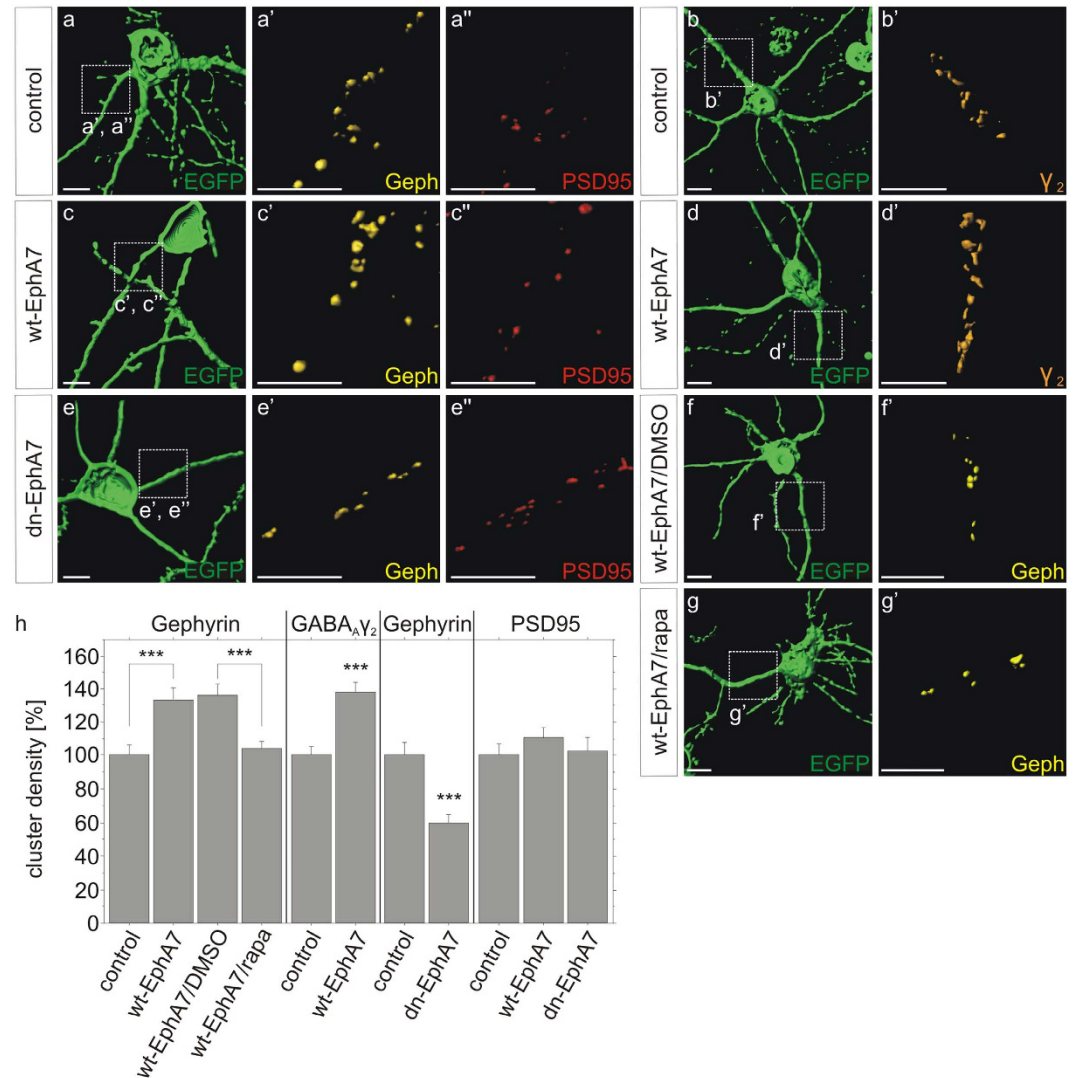 control
a
a', a''
EGFP
a'
Geph
a''
PSD95
control
b
b'
EGFP
b'
γ2
wt-EphA7
c
c', c''
EGFP
c'
Geph
c''
PSD95
wt-EphA7
d
d'
EGFP
d'
γ2
dn-EphA7
e
e', e''
EGFP
e'
Geph
e''
PSD95
wt-EphA7/DMSO
f
f'
EGFP
f'
Geph
wt-EphA7/rapa
g
g'
EGFP
g'
Geph
h
Gephyrin
GABAAγ2
Gephyrin
PSD95
cluster density [%]
160
140
120
100
80
60
40
20
0
***
***
***
***
control
wt-EphA7
wt-EphA7/DMSO
wt-EphA7/rapa
control
wt-EphA7
control
dn-EphA7
control
wt-EphA7
dn-EphA7